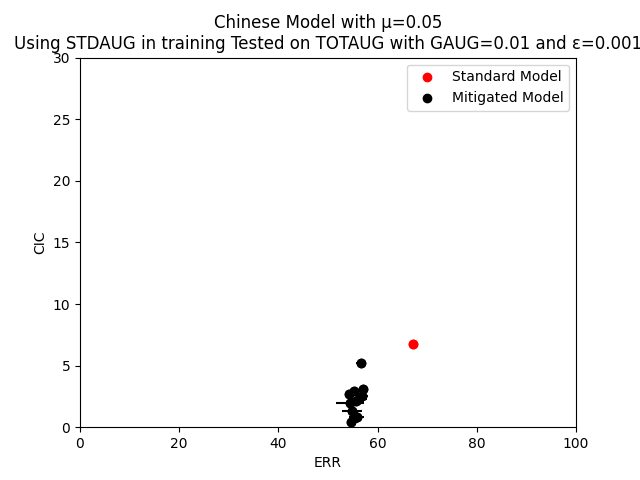 Chinese Model with μ=0.05
Using STDAUG in training Tested on TOTAUG with GAUG=0.01 and ε=0.001
Standard Model
Mitigated Model
30
25
20
15
10
5
0
CIC
0 20 40 60 80 100
ERR